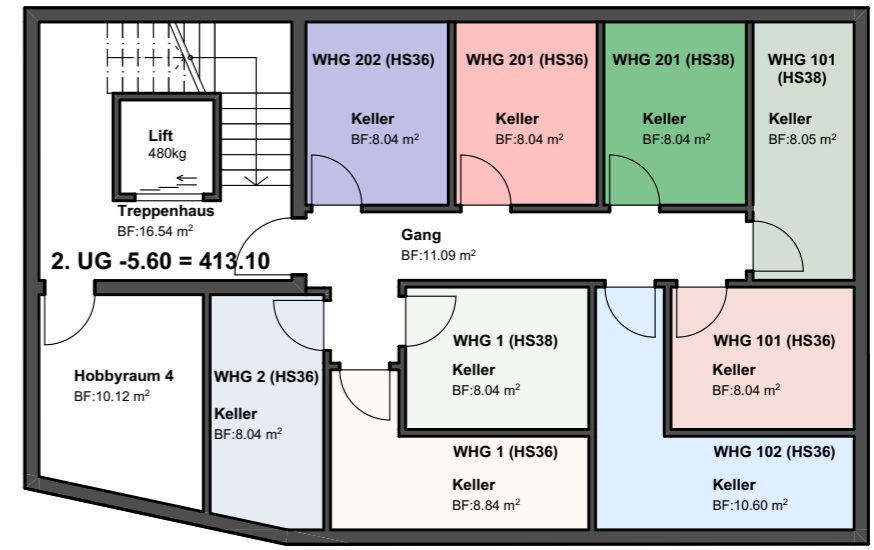 WHG 202 (HS36)
Keller
BF:8.04 m²
WHG 201 (HS36)
Keller
BF:8.04 m²
WHG 201 (HS38)
Keller
BF:8.04 m²
WHG 101
(HS38)
Keller
BF:8.05 m²
Lift
480kg
Treppenhaus
BF:16.54 m²
2. UG -5.60 = 413.10
Gang
BF:11.09 m²
Hobbyraum 4
BF:10.12 m²
WHG 2 (HS36)
Keller
BF:8.04 m²
WHG 1 (HS38)
Keller
BF:8.04 m²
WHG 101 (HS36)
Keller
BF:8.04 m²
WHG 1 (HS36)
Keller
BF:8.84 m²
WHG 102 (HS36)
Keller
BF:10.60 m²